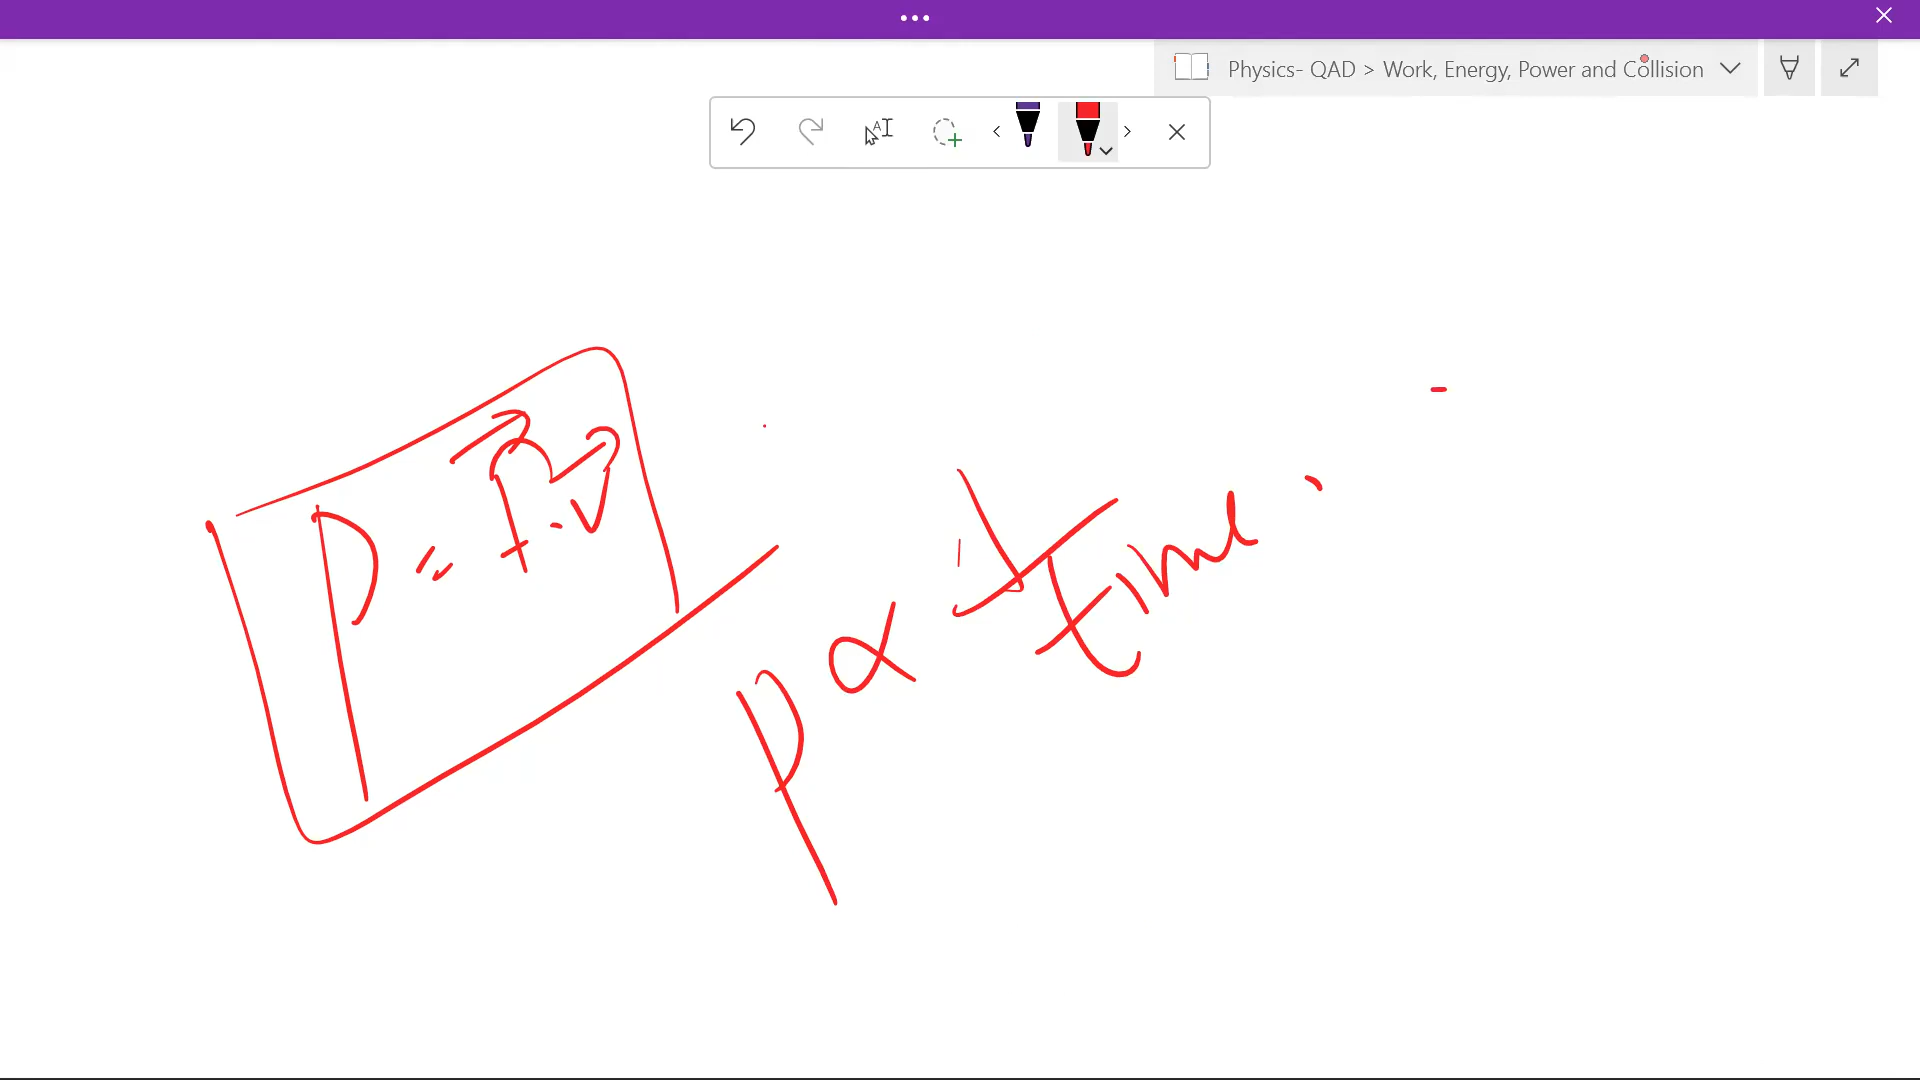 Physics- QAD > Work, Energy, Power and Collision
P = F⃗ . v⃗
P α 1/time